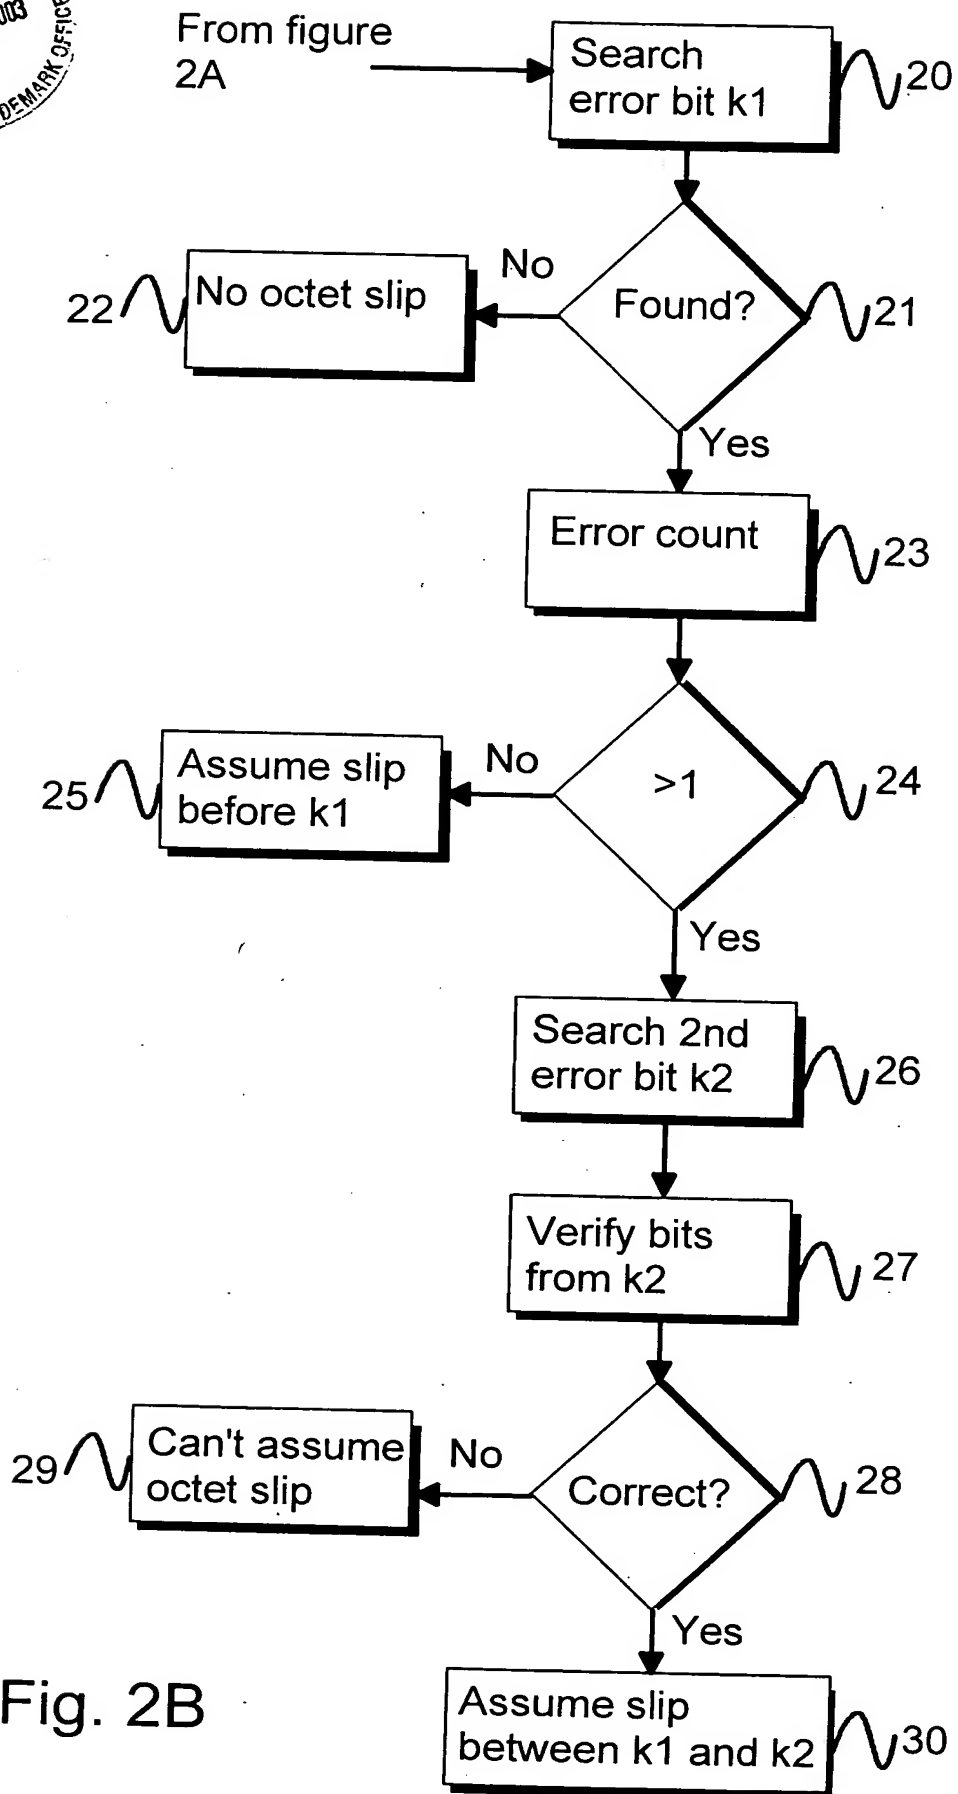 003
DEMARK OFFICE
From figure
2A
Search
error bit k1
20
No
22
No octet slip
Found?
21
Yes
Error count
23
25
Assume slip
before k1
No
>1
24
Yes
Search 2nd
error bit k2
26
Verify bits
from k2
27
29
Can't assume
octet slip
No
Correct?
28
Yes
Fig. 2B
Assume slip
between k1 and k2
30